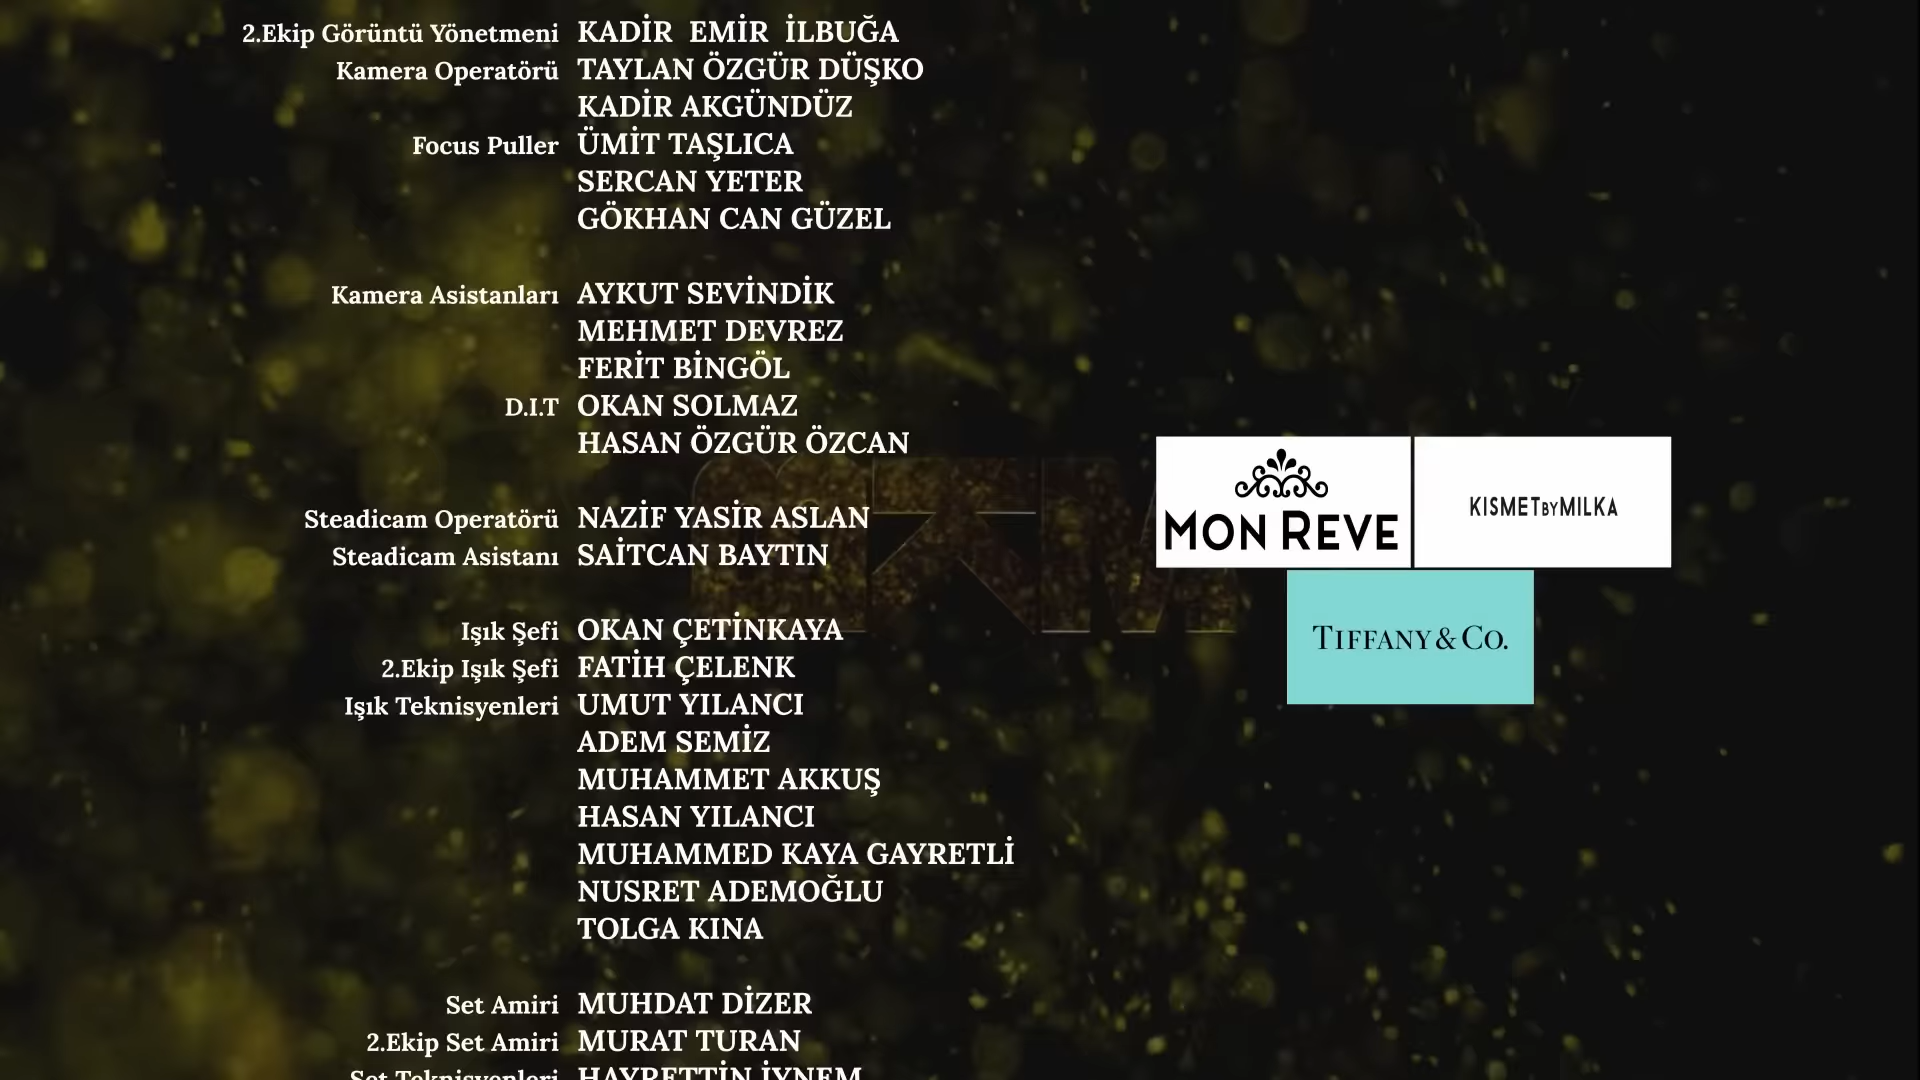 2.Ekip Görüntü Yönetmeni KADİR EMİR İLBUĞA
Kamera Operatörü TAYLAN ÖZGÜR DÜŞKO
KADİR AKGÜNDÜZ
Focus Puller ÜMİT TAŞLICA
SERCAN YETER
GÖKHAN CAN GÜZEL
Kamera Asistanları AYKUT SEVİNDİK
MEHMET DEVREZ
FERİT BİNGÖL
D.I.T OKAN SOLMAZ
HASAN ÖZGÜR ÖZCAN
Steadicam Operatörü NAZİF YASİR ASLAN
Steadicam Asistanı SAİTCAN BAYTIN
Işık Şefi OKAN ÇETİNKAYA
2.Ekip Işık Şefi FATİH ÇELENK
Işık Teknisyenleri UMUT YILANCI
ADEM SEMİZ
MUHAMMET AKKUŞ
HASAN YILANCI
MUHAMMED KAYA GAYRETLİ
NUSRET ADEMOĞLU
TOLGA KINA
Set Amiri MUHDAT DİZER
2.Ekip Set Amiri MURAT TURAN
Set Teknisyenleri HAYRETTİN İYNEM
MON REVE
KISMETBYMILKA
TIFFANY & CO.